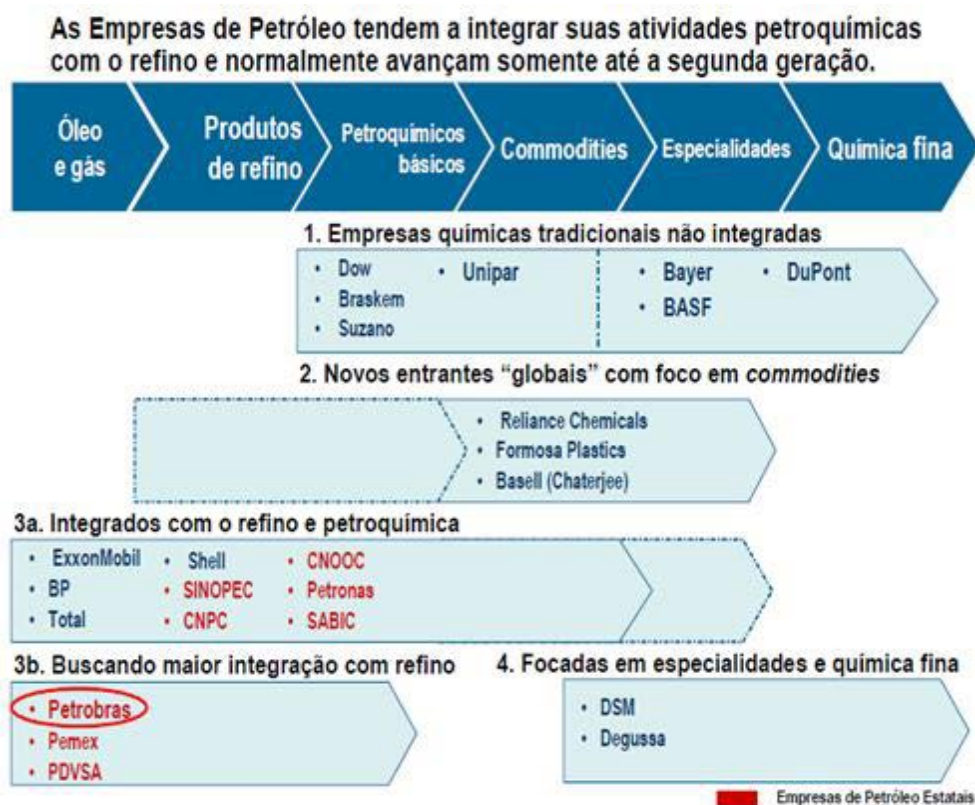 As Empresas de Petróleo tendem a integrar suas atividades petroquímicas
com o refino e normalmente avançam somente até a segunda geração.
Óleo
e gás
Produtos
de refino
Petroquímicos
básicos
Commodities
Especialidades
Química fina
1. Empresas químicas tradicionais não integradas
• Dow
• Braskem
• Suzano
• Unipar
• Bayer
• BASF
• DuPont
2. Novos entrantes “globais” com foco em commodities
• Reliance Chemicals
• Formosa Plastics
• Basell (Chaterjee)
3a. Integrados com o refino e petroquímica
• ExxonMobil
• BP
• Total
• Shell
• SINOPEC
• CNPC
• CNOOC
• Petronas
• SABIC
3b. Buscando maior integração com refino
• Petrobras
• Pemex
• PDVSA
4. Focadas em especialidades e química fina
• DSM
• Degussa
Empresas de Petróleo Estatais